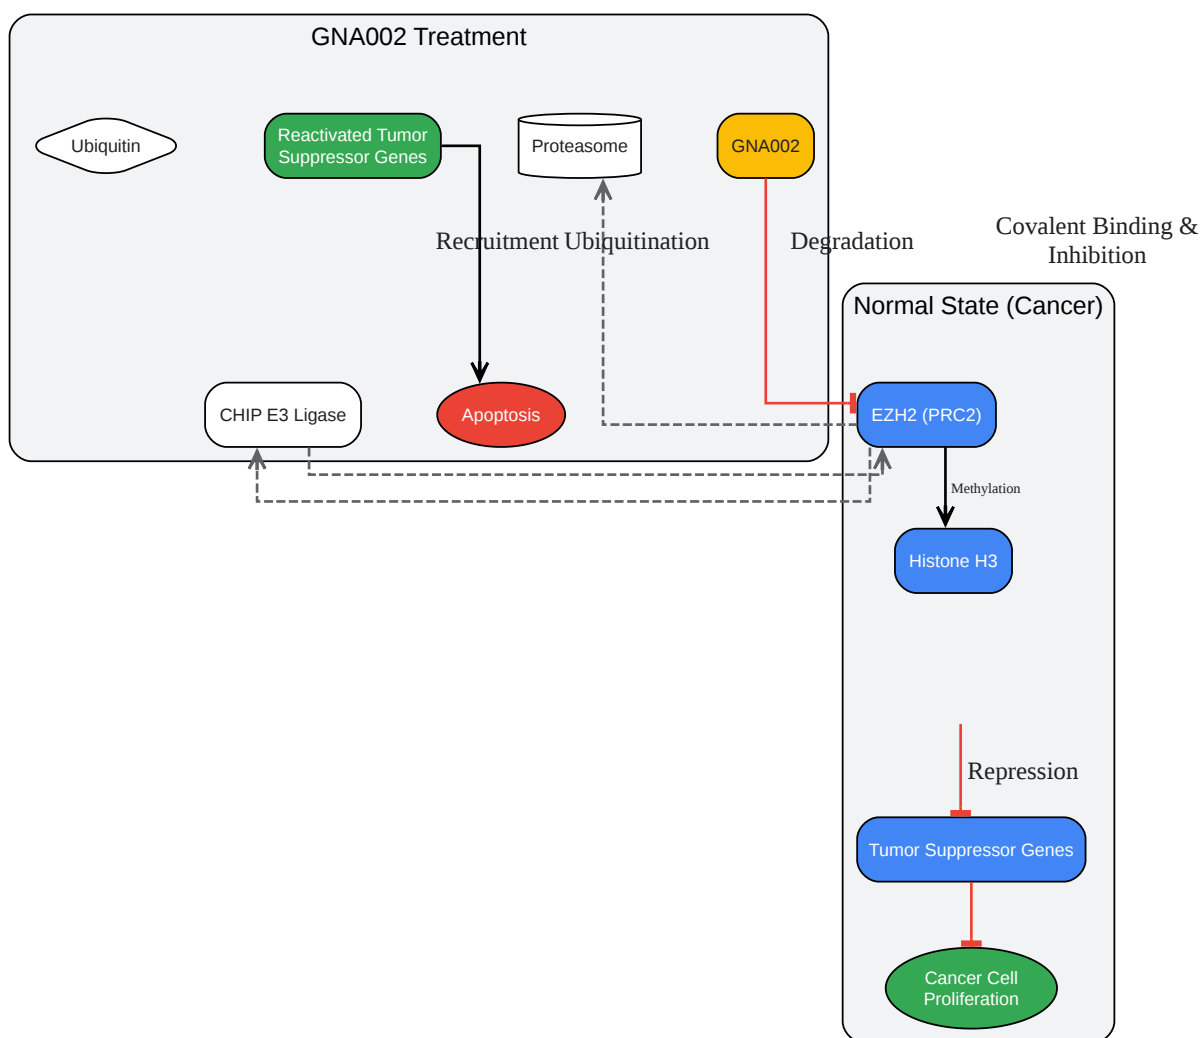 GNA002 Treatment
Ubiquitin
Reactivated Tumor
Suppressor Genes
Proteasome
GNA002
Recruitment
Ubiquitination
Degradation
Covalent Binding &
Inhibition
Normal State (Cancer)
CHIP E3 Ligase
Apoptosis
EZH2 (PRC2)
Methylation
Histone H3
Repression
Tumor Suppressor Genes
Cancer Cell
Proliferation